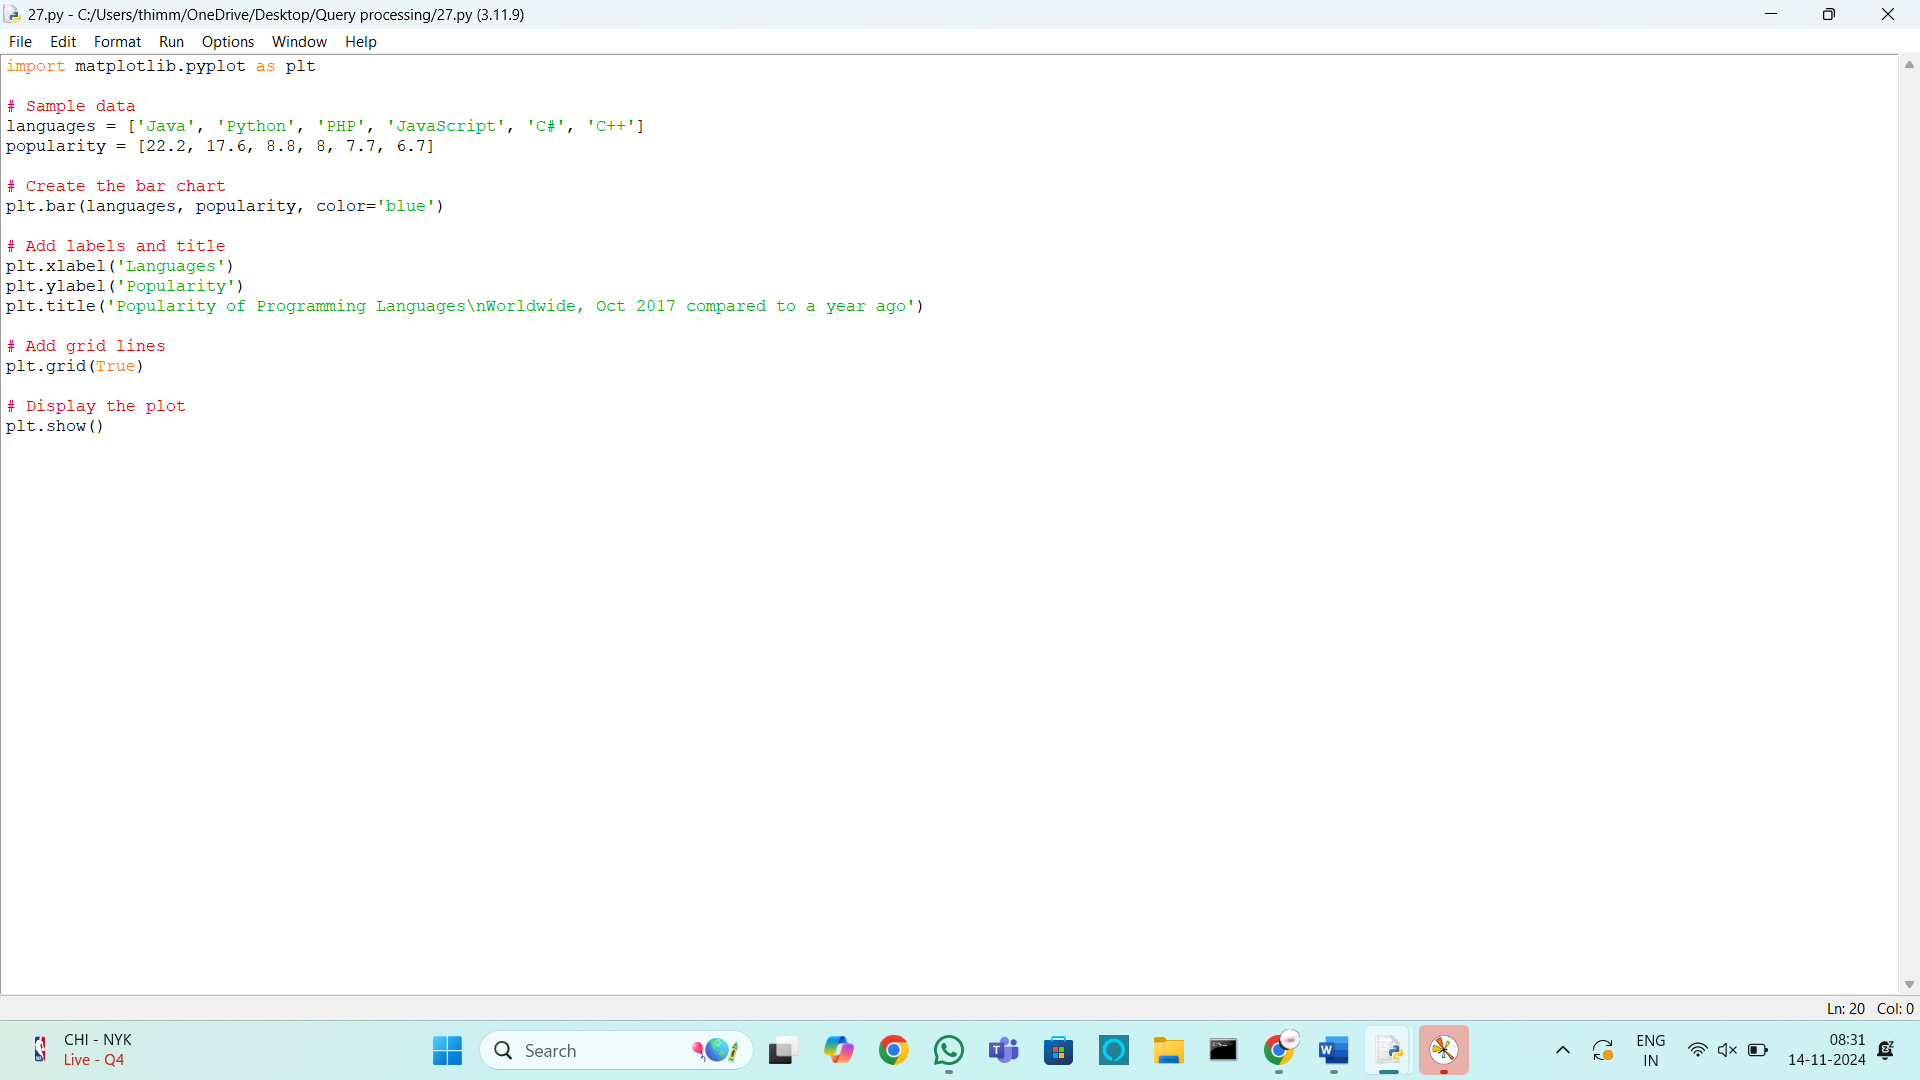 27.py - C:/Users/thimm/OneDrive/Desktop/Query processing/27.py (3.11.9)
File Edit Format Run Options Window Help
import matplotlib.pyplot as plt
# Sample data
languages = ['Java', 'Python', 'PHP', 'JavaScript', 'C#', 'C++']
popularity = [22.2, 17.6, 8.8, 8, 7.7, 6.7]
# Create the bar chart
plt.bar(languages, popularity, color='blue')
# Add labels and title
plt.xlabel('Languages')
plt.ylabel('Popularity')
plt.title('Popularity of Programming Languages\nWorldwide, Oct 2017 compared to a year ago')
# Add grid lines
plt.grid(True)
# Display the plot
plt.show()
Ln: 20 Col: 0
CHI - NYK
Live - Q4
Search
ENG
IN
08:31
14-11-2024